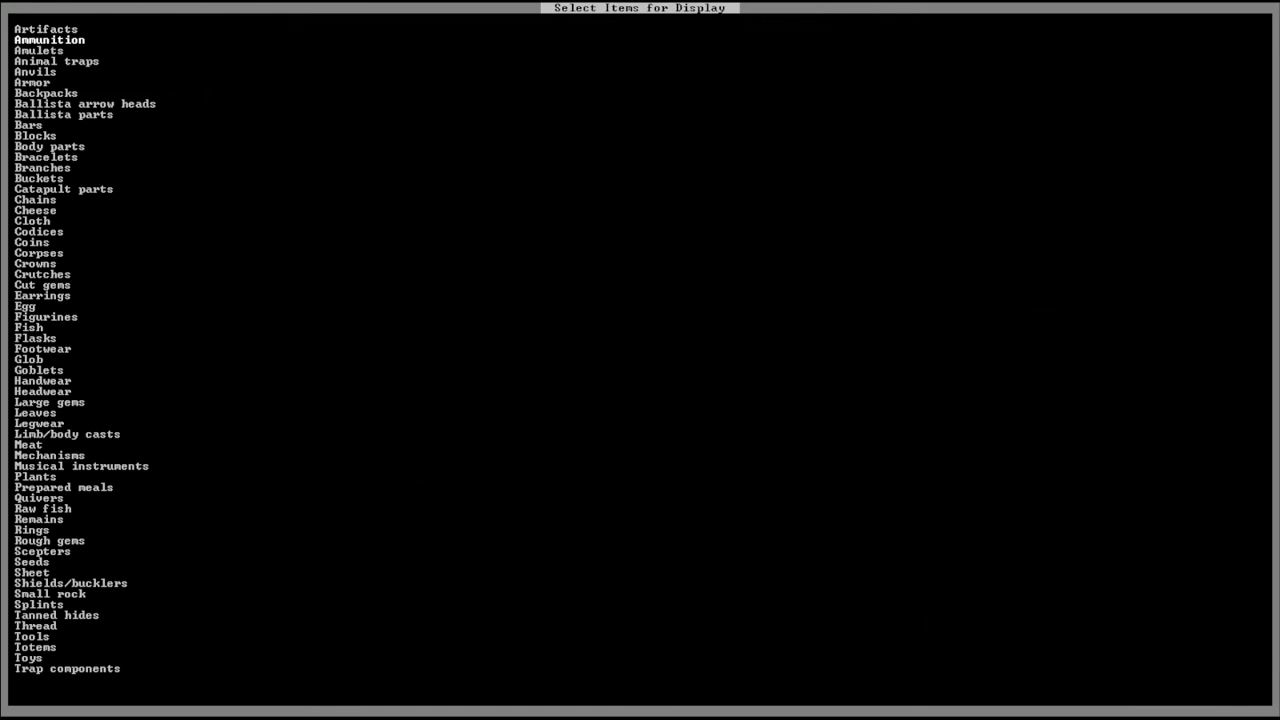 Select Items for Display
Artifacts
Ammunition
Amulets
Animal traps
Anvils
Armor
Backpacks
Ballista arrow heads
Ballista parts
Bars
Blocks
Body parts
Bracelets
Branches
Buckets
Catapult parts
Chains
Cheese
Cloth
Codices
Coins
Corpses
Crowns
Crutches
Cut gems
Earrings
Egg
Figurines
Fish
Flasks
Footwear
Glob
Goblets
Handwear
Headwear
Large gems
Leaves
Legwear
Limb/body casts
Meat
Mechanisms
Musical instruments
Plants
Prepared meals
Quivers
Raw fish
Remains
Rings
Rough gems
Scepters
Seeds
Sheet
Shields/bucklers
Small rock
Splints
Tanned hides
Thread
Tools
Totems
Toys
Trap components